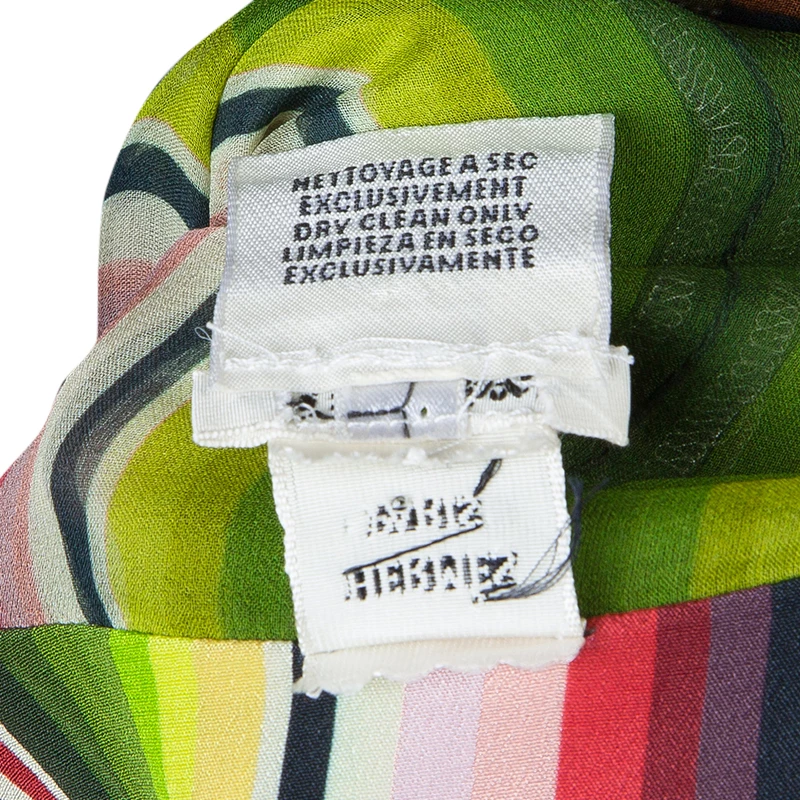 NETTOYAGE A SEC
EXCLUSIVEMENT
DRY CLEAN ONLY
LIMPIEZA EN SECO
EXCLUSIVAMENTE